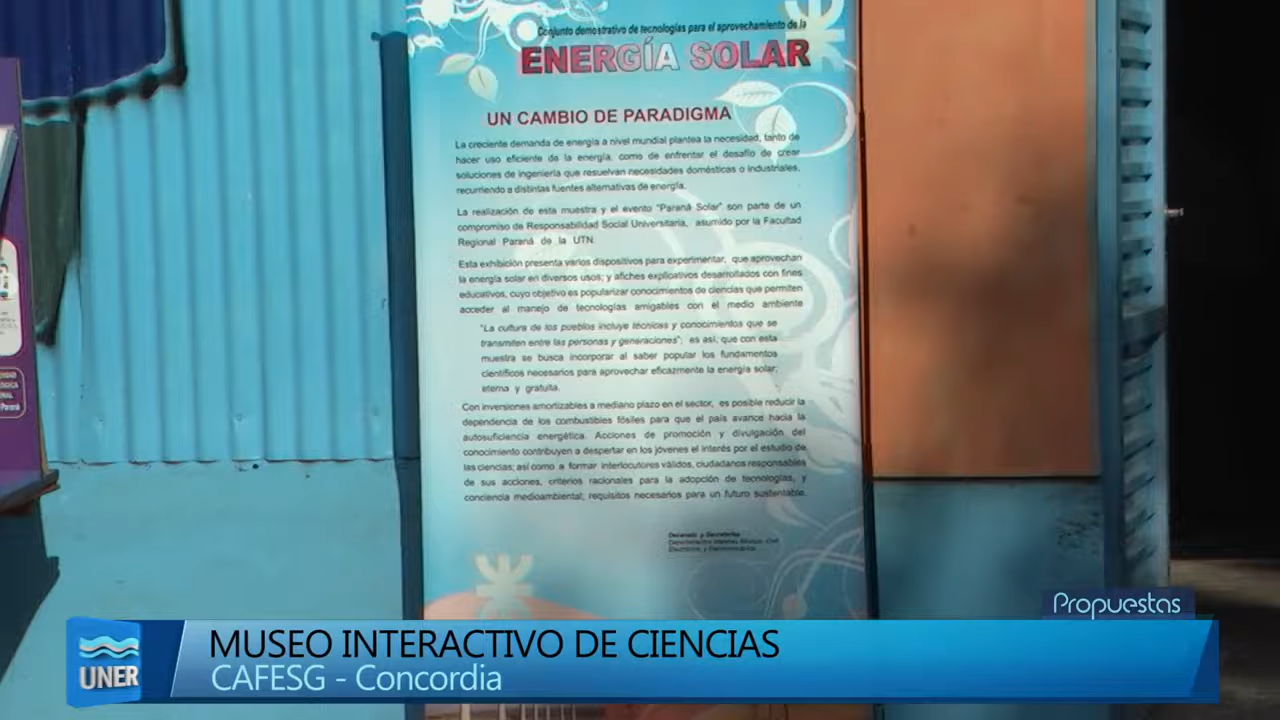 Conjunto demostrativo de tecnologías para el aprovechamiento de la
ENERGÍA SOLAR
UN CAMBIO DE PARADIGMA
La creciente demanda de energía a nivel mundial plantea la necesidad, tanto de
hacer uso eficiente de la energía, como de enfrentar el desafío de crear
soluciones de ingeniería que resuelvan necesidades domésticas o industriales,
recurriendo a distintas fuentes alternativas de energía.
La realización de esta muestra y el evento "Paraná Solar" son parte de un
compromiso de Responsabilidad Social Universitaria, asumido por la Facultad
Regional Paraná de la UTN.
Esta exhibición presenta varios dispositivos para experimentar, que aprovechan
la energía solar en diversos usos; y afiches explicativos desarrollados con fines
educativos, cuyo objetivo es popularizar conocimientos de ciencias que permiten
acceder al manejo de tecnologías amigables con el medio ambiente
"La cultura de los pueblos incluye técnicas y conocimientos que se
transmiten entre las personas y generaciones"; es así, que con esta
muestra se busca incorporar al saber popular los fundamentos
científicos necesarios para aprovechar eficazmente la energía solar;
eterna y gratuita.
Con inversiones amortizables a mediano plazo en el sector, es posible reducir la
dependencia de los combustibles fósiles para que el país avance hacia la
autosuficiencia energética. Acciones de promoción y divulgación del
conocimiento contribuyen a despertar en los jóvenes el interés por el estudio de
las ciencias; así como a formar interlocutores válidos, ciudadanos responsables
de sus acciones, criterios racionales para la adopción de tecnologías, y
conciencia medioambiental; requisitos necesarios para un futuro sustentable.
Decanato y Secretarías
Propuestas
UNER
MUSEO INTERACTIVO DE CIENCIAS
CAFESG - Concordia